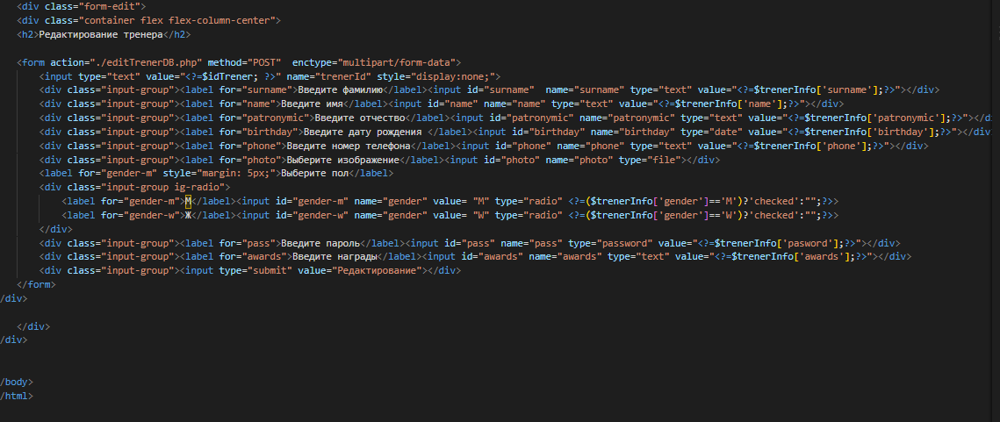 <div class="form-edit">
<div class="container flex flex-column-center">
<h2>Редактирование тренера</h2>
<form action="./editTrenerDB.php" method="POST"  enctype="multipart/form-data">
<input type="text" value="<?=$idTrener; ?>" name="trenerId" style="display:none;">
<div class="input-group"><label for="surname">Введите фамилию</label><input id="surname"  name="surname" type="text" value="<?=$trenerInfo['surname'];?>"></div>
<div class="input-group"><label for="name">Введите имя</label><input id="name" name="name" type="text" value="<?=$trenerInfo['name'];?>"></div>
<div class="input-group"><label for="patronymic">Введите отчество</label><input id="patronymic" name="patronymic" type="text" value="<?=$trenerInfo['patronymic'];?>"></d
<div class="input-group"><label for="birthday">Введите дату рождения </label><input id="birthday" name="birthday" type="date" value="<?=$trenerInfo['birthday'];?>"></div
<div class="input-group"><label for="phone">Введите номер телефона</label><input id="phone" name="phone" type="text" value="<?=$trenerInfo['phone'];?>"></div>
<div class="input-group"><label for="photo">Выберите изображение</label><input id="photo" name="photo" type="file"></div>
<label for="gender-m" style="margin: 5px;">Выберите пол</label>
<div class="input-group ig-radio">
<label for="gender-m">М</label><input id="gender-m" name="gender" value= "M" type="radio" <?=($trenerInfo['gender']=='M')?'checked':"";?>>
<label for="gender-w">Ж</label><input id="gender-w" name="gender" value= "W" type="radio" <?=($trenerInfo['gender']=='W')?'checked':"";?>>
</div>
<div class="input-group"><label for="pass">Введите пароль</label><input id="pass" name="pass" type="password" value="<?=$trenerInfo['pasword'];?>"></div>
<div class="input-group"><label for="awards">Введите награды</label><input id="awards" name="awards" type="text" value="<?=$trenerInfo['awards'];?>"></div>
<div class="input-group"><input type="submit" value="Редактирование"></div>
</form>
/div>
</div>
/div>
/body>
/html>